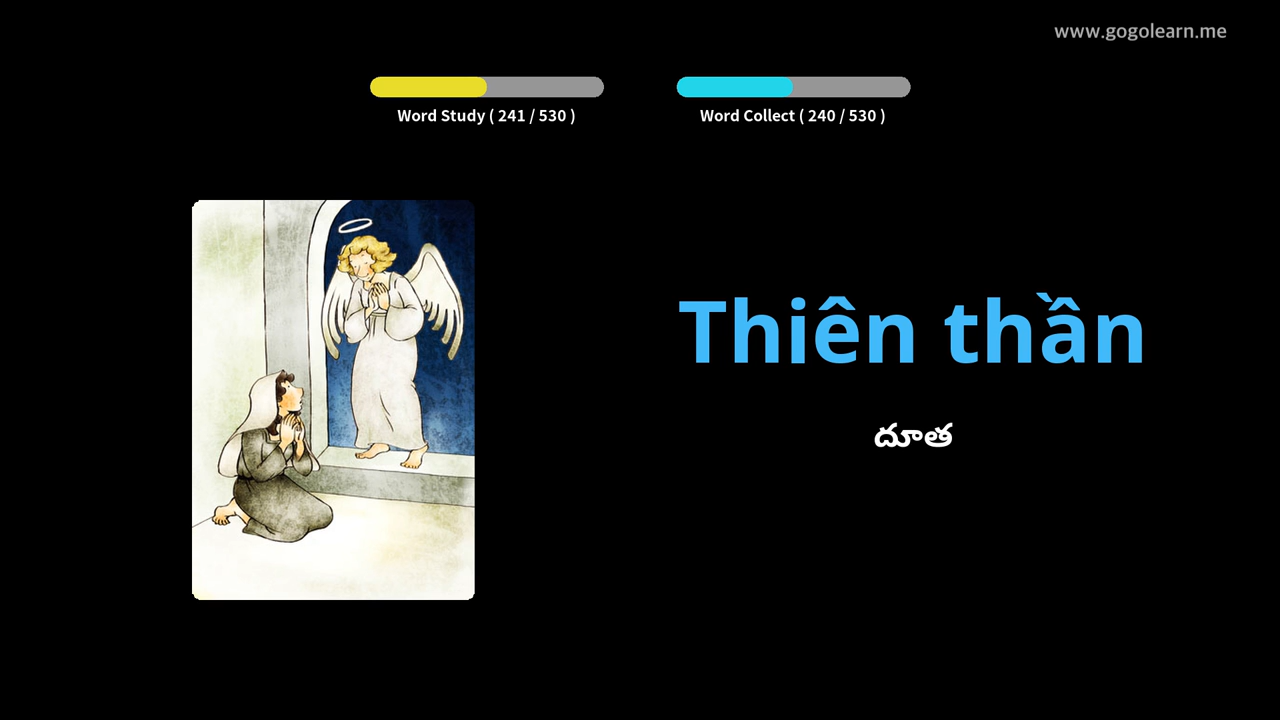 www.gogolearn.me
Word Study ( 241 / 530 )
Word Collect ( 240 / 530 )
Thiên thần
దూత